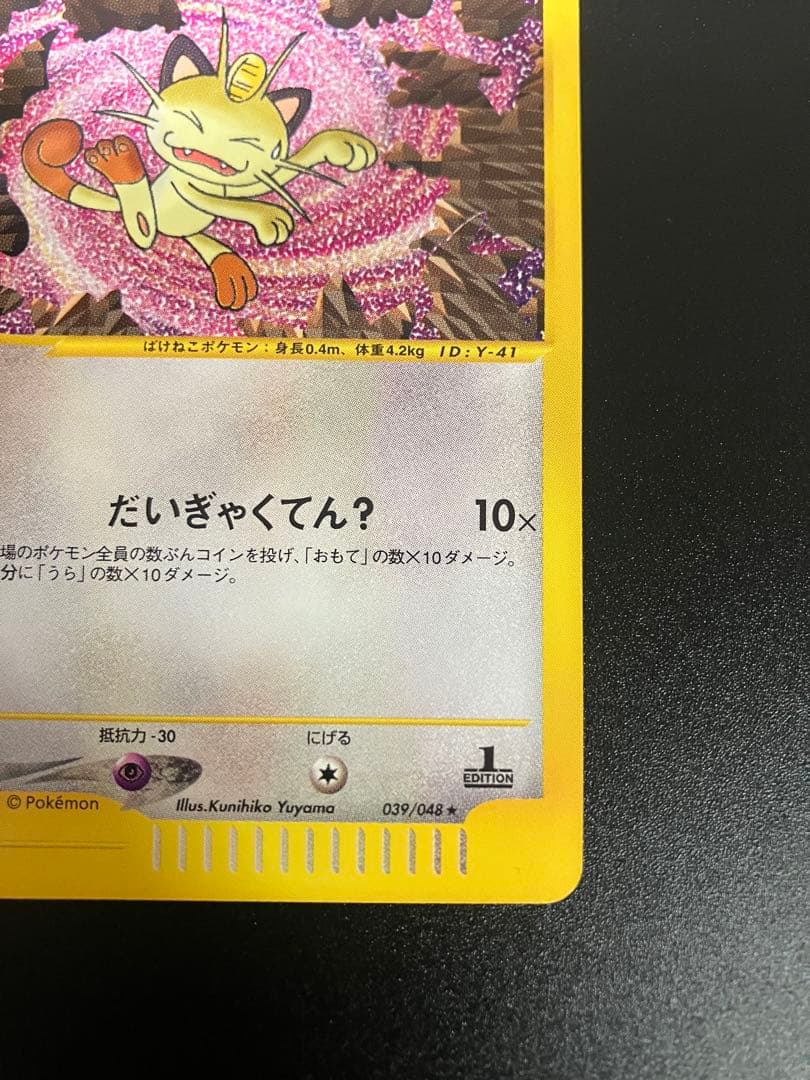 ばけねこポケモン：身長0.4m、体重4.2kg ID:Y-41
だいぎゃくてん？ 10×
場のポケモン全員の数ぶんコインを投げ、「おもて」の数×10ダメージ。
分に「うら」の数×10ダメージ。
抵抗力 -30 にげる
1
EDITION
© Pokémon Illus.Kunihiko Yuyama 039/048 ★